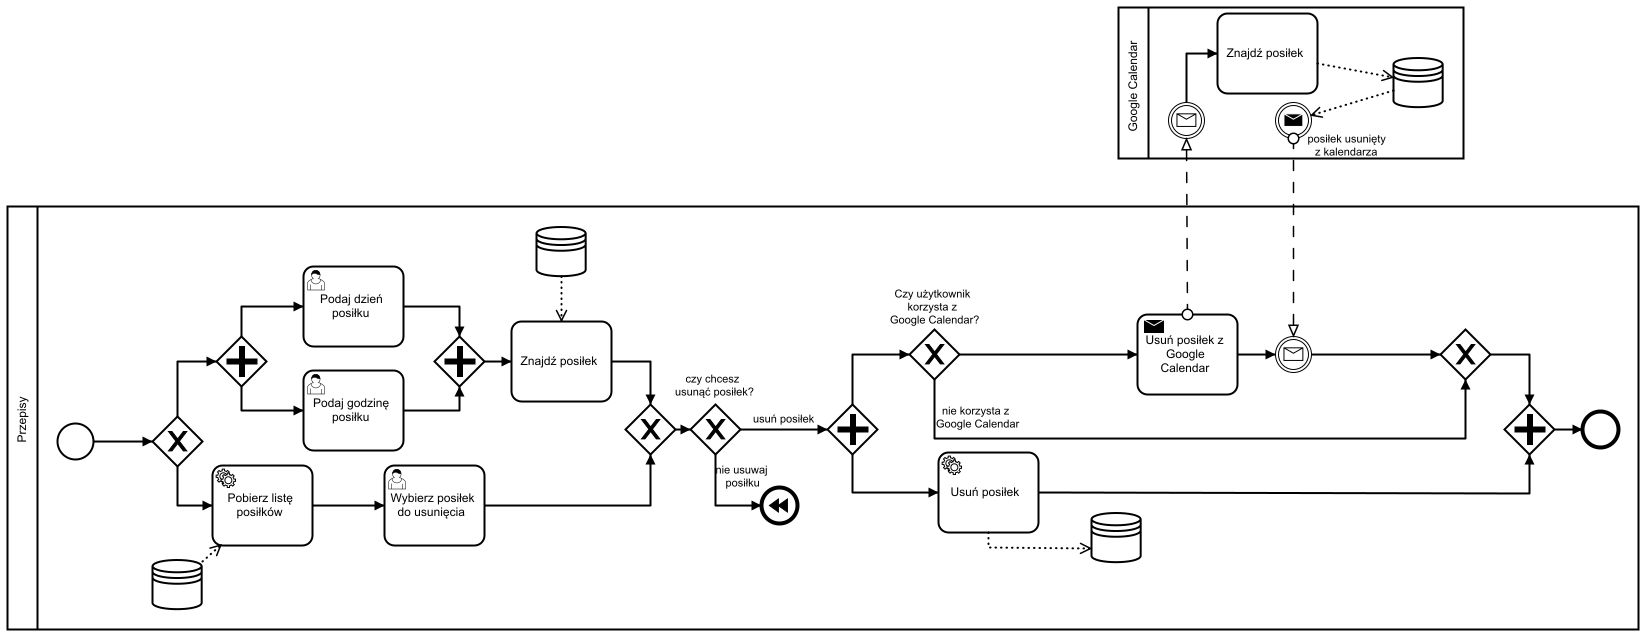 Google Calendar
Znajdź posiłek
posiłek usunięty
z kalendarza
Przepisy
Podaj dzień
posiłku
Podaj godzinę
posiłku
Znajdź posiłek
Pobierz listę
posiłków
Wybierz posiłek
do usunięcia
czy chcesz
usunąć posiłek?
usuń posiłek
nie usuwaj
posiłku
Czy użytkownik
korzysta z
Google Calendar?
nie korzysta z
Google Calendar
Usuń posiłek z
Google
Calendar
Usuń posiłek